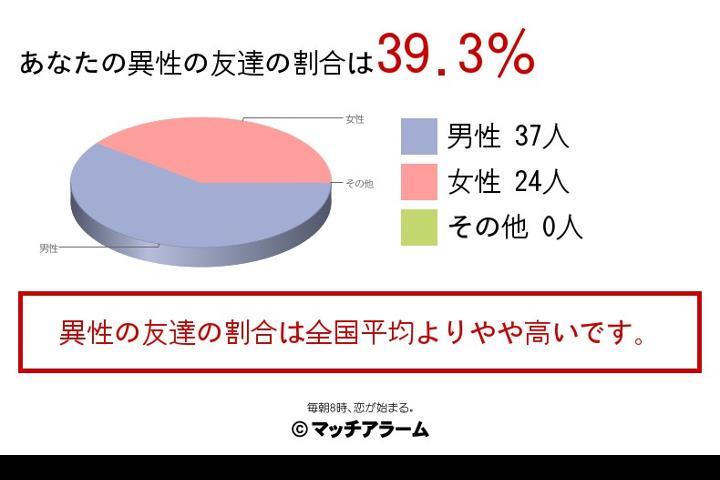 あなたの異性の友達の割合は39.3%
女性
その他
男性
男性 37人
女性 24人
その他 0人
異性の友達の割合は全国平均よりやや高いです。
毎朝8時、恋が始まる。
©マッチアラーム